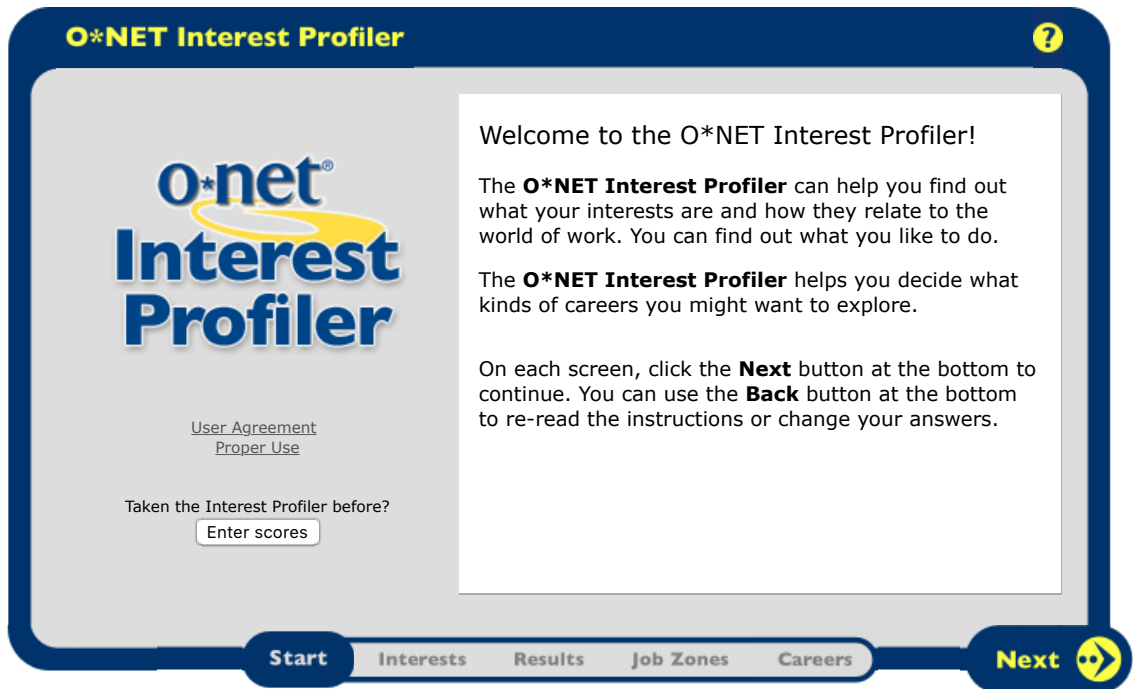 O*NET Interest Profiler
?
o*net®
Interest
Profiler
User Agreement
Proper Use
Taken the Interest Profiler before?
Enter scores
Welcome to the O*NET Interest Profiler!
The O*NET Interest Profiler can help you find out
what your interests are and how they relate to the
world of work. You can find out what you like to do.
The O*NET Interest Profiler helps you decide what
kinds of careers you might want to explore.
On each screen, click the Next button at the bottom to
continue. You can use the Back button at the bottom
to re-read the instructions or change your answers.
Start Interests Results Job Zones Careers Next